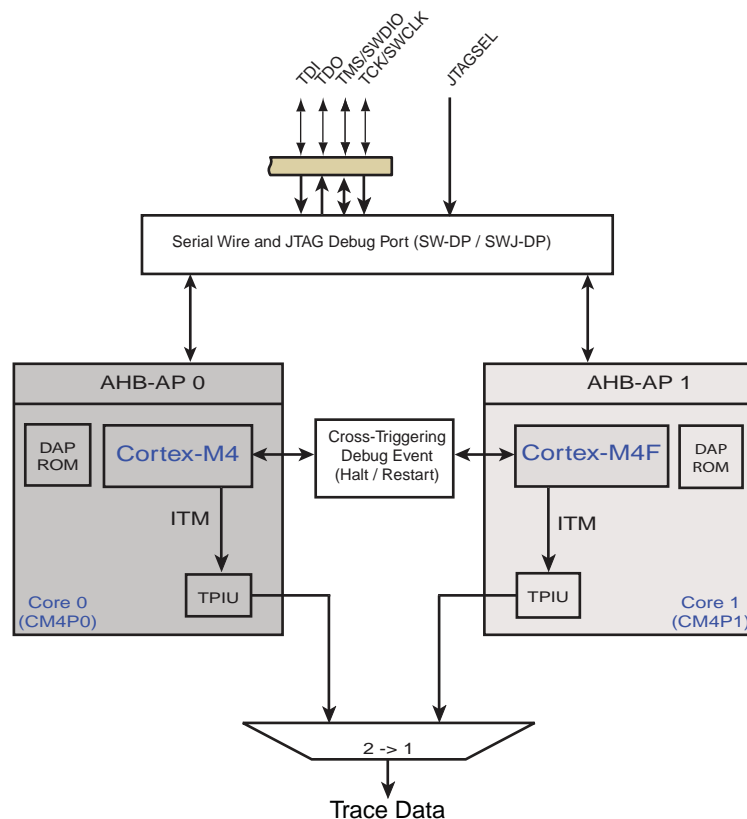 TDI
TDO
TMS/SWDIO
TCK/SWCLK
JTAGSEL
Serial Wire and JTAG Debug Port (SW-DP / SWJ-DP)
AHB-AP 0
AHB-AP 1
DAP
ROM
Cortex-M4
Cross-Triggering
Debug Event
(Halt / Restart)
Cortex-M4F
DAP
ROM
ITM
ITM
TPIU
TPIU
Core 0
(CM4P0)
Core 1
(CM4P1)
2 -> 1
Trace Data